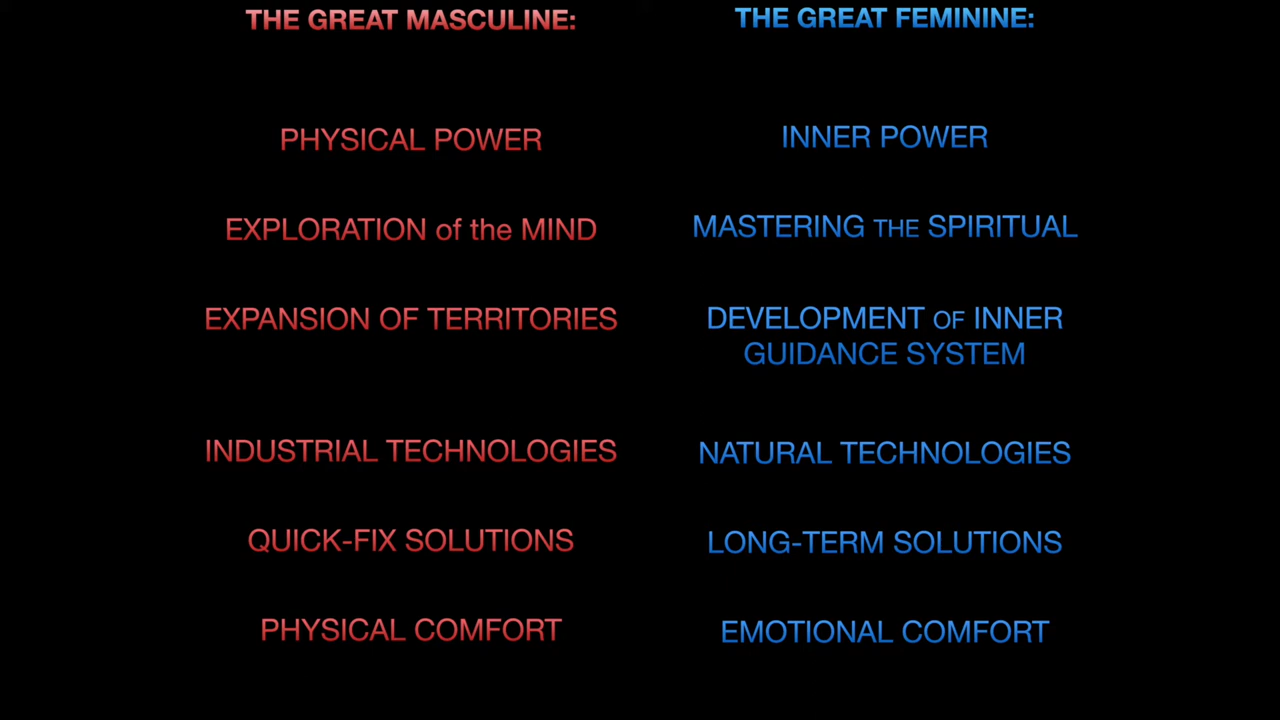 THE GREAT MASCULINE:
PHYSICAL POWER
EXPLORATION of the MIND
EXPANSION OF TERRITORIES
INDUSTRIAL TECHNOLOGIES
QUICK-FIX SOLUTIONS
PHYSICAL COMFORT
THE GREAT FEMININE:
INNER POWER
MASTERING THE SPIRITUAL
DEVELOPMENT OF INNER
GUIDANCE SYSTEM
NATURAL TECHNOLOGIES
LONG-TERM SOLUTIONS
EMOTIONAL COMFORT